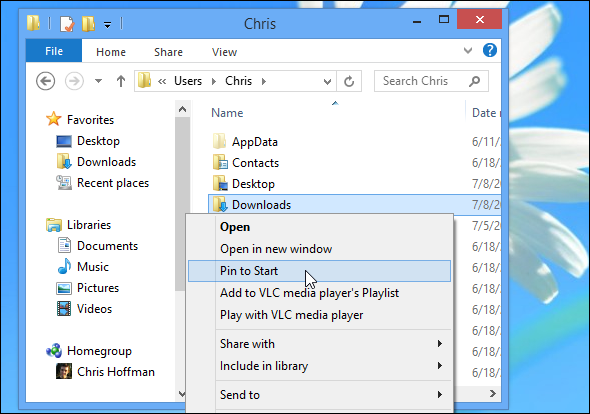 Chris
File Home Share View
« Users Chris Search Chris
Favorites
Desktop
Downloads
Recent places
Libraries
Documents
Music
Pictures
Videos
Homegroup
Chris Hoffman
Name Date
AppData 6/11/
Contacts 6/18/
Desktop 7/8/2
Downloads 7/8/2
7/5/2
6/18/
6/18/
6/18/
6/18/
6/18/
6/18/
6/18/
6/18/
Open
Open in new window
Pin to Start
Add to VLC media player's Playlist
Play with VLC media player
Share with
Include in library
Send to